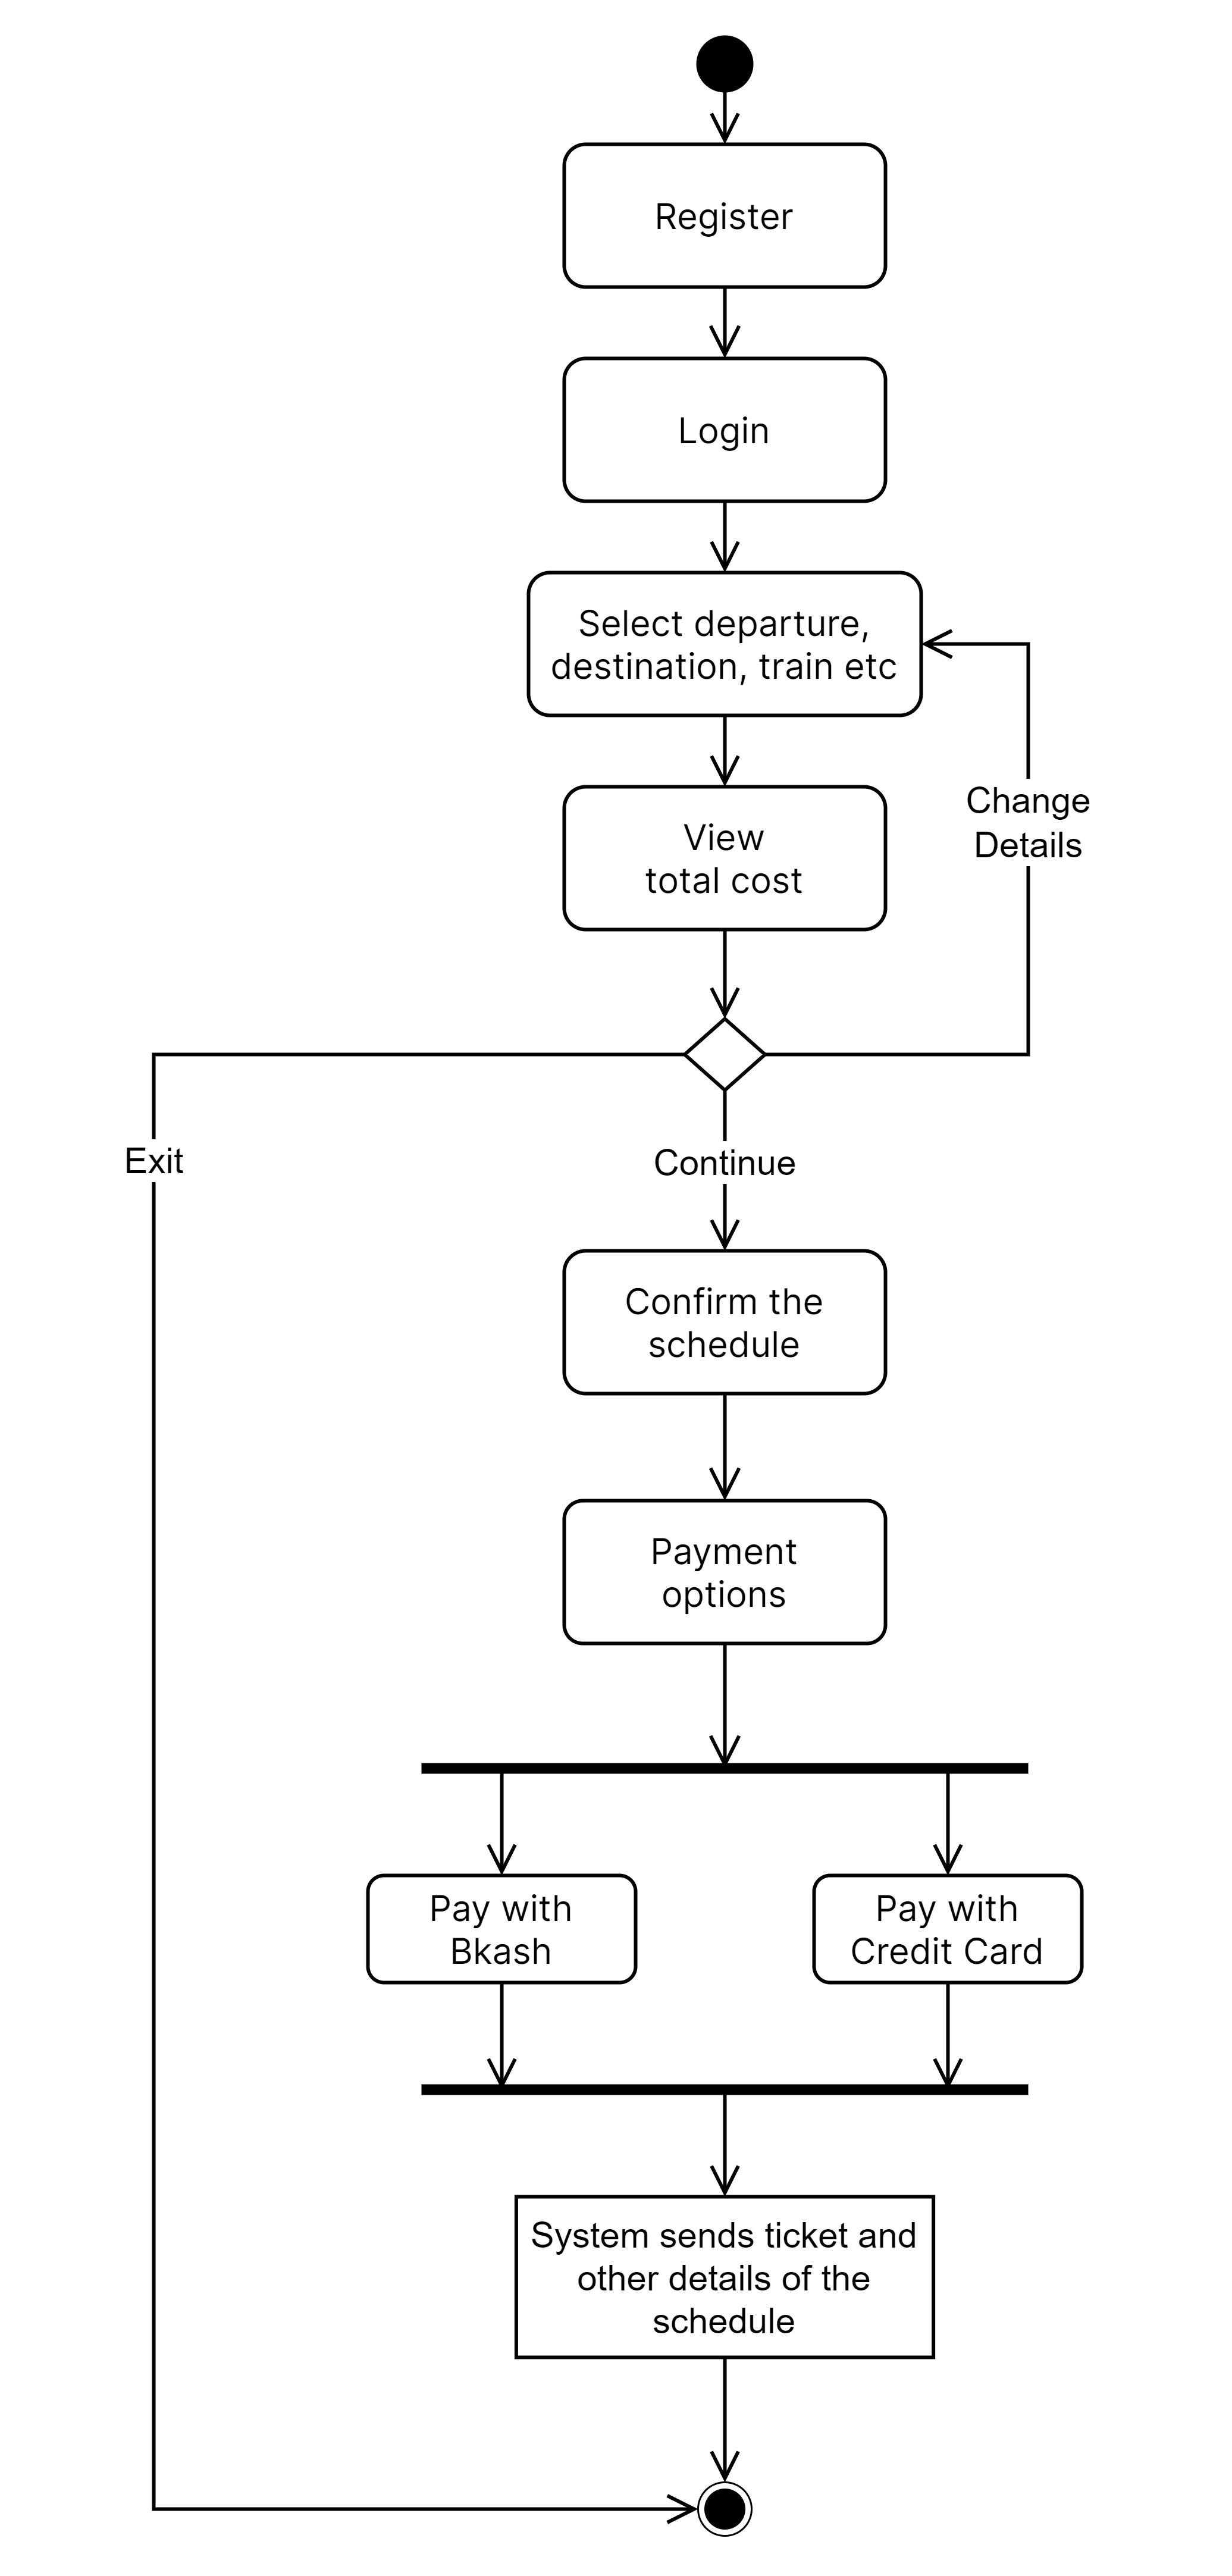 Register
Login
Select departure,
destination, train etc
View
total cost
Change
Details
Exit
Continue
Confirm the
schedule
Payment
options
Pay with
Bkash
Pay with
Credit Card
System sends ticket and
other details of the
schedule